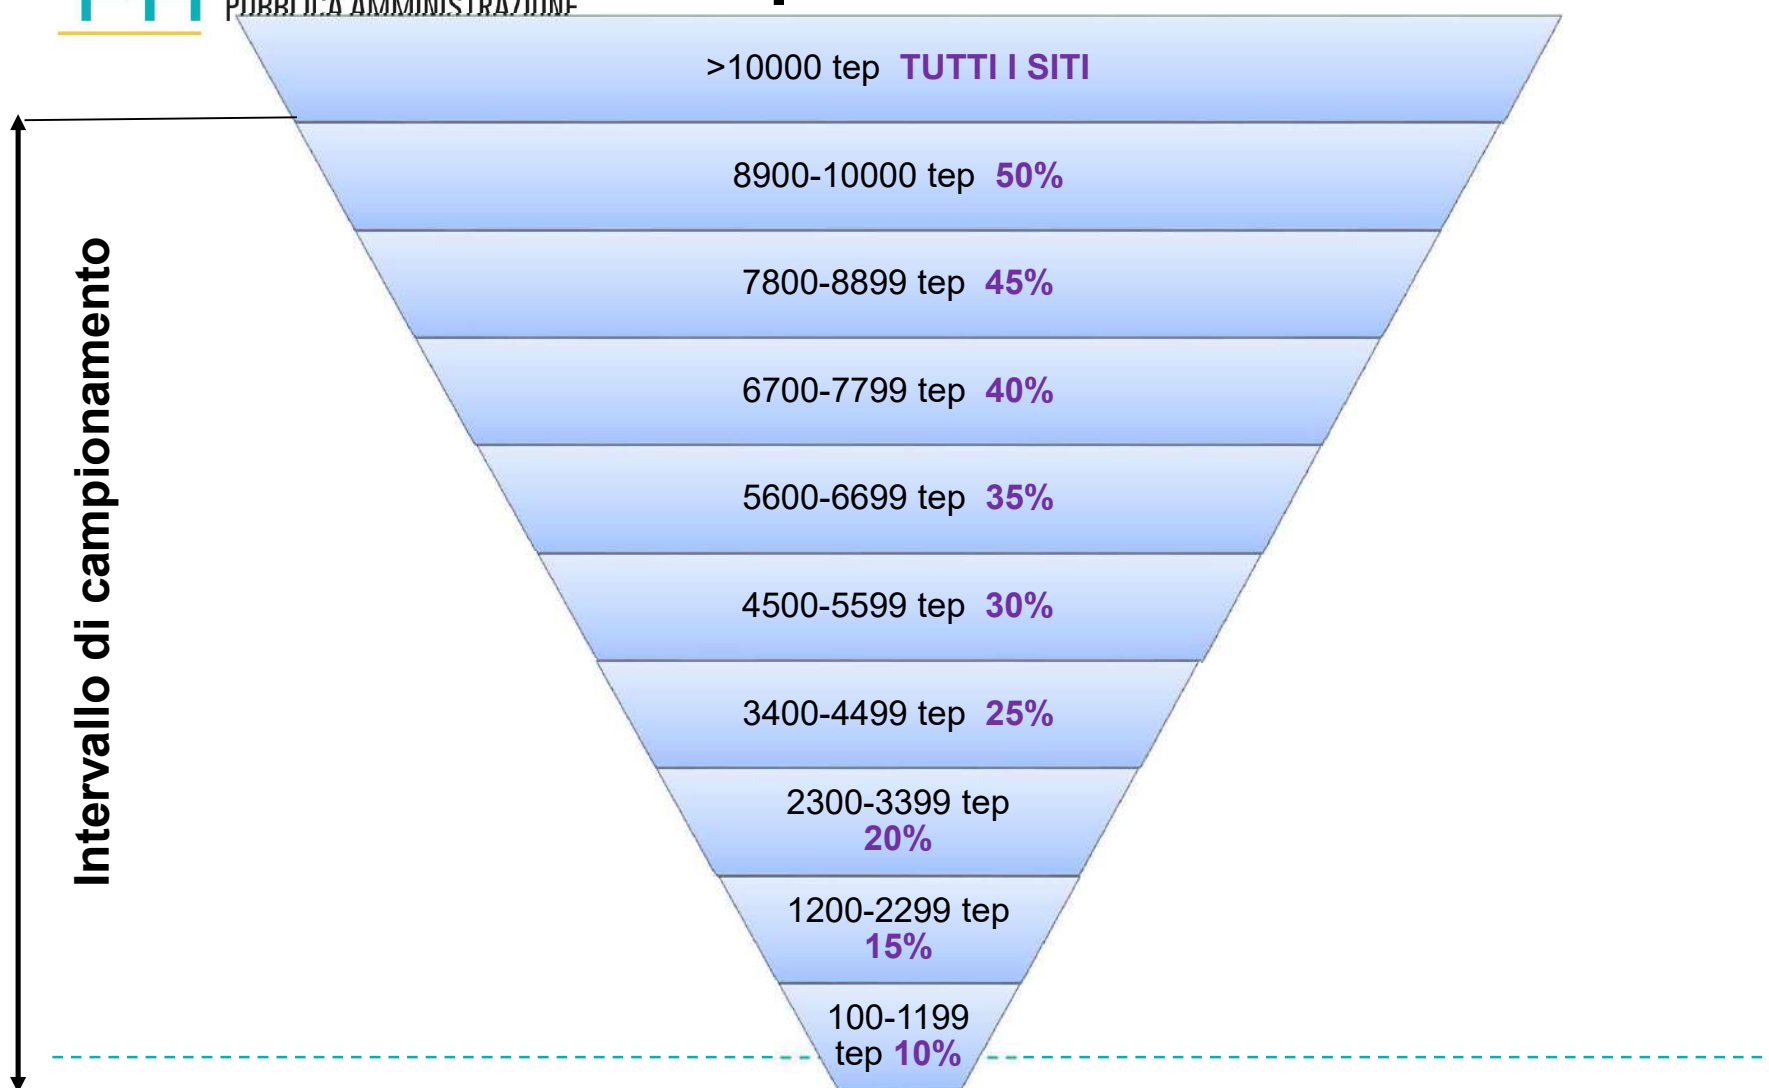 PUBBLICA AMMINISTRAZIONE
>10000 tep TUTTI I SITI
8900-10000 tep 50%
7800-8899 tep 45%
6700-7799 tep 40%
5600-6699 tep 35%
4500-5599 tep 30%
3400-4499 tep 25%
2300-3399 tep
20%
1200-2299 tep
15%
100-1199
tep 10%
Intervallo di campionamento